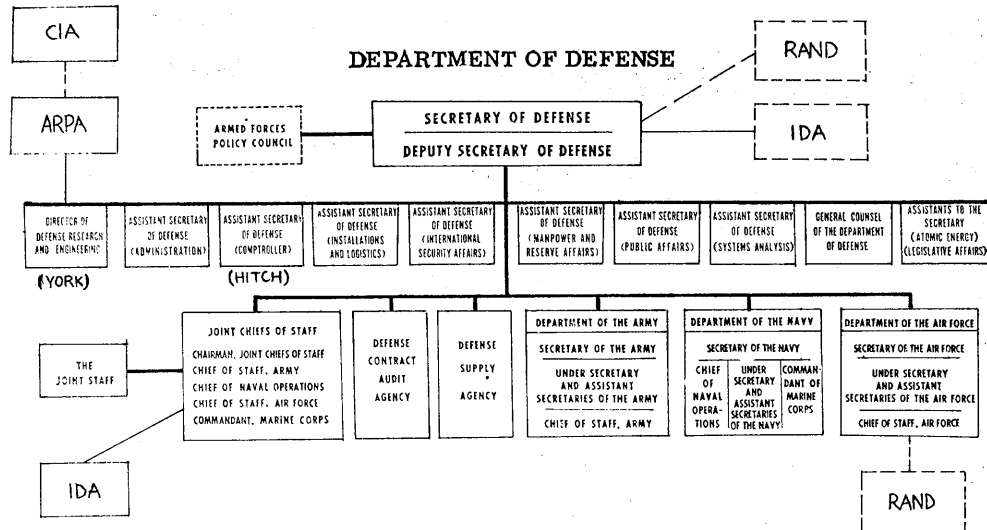 CIA
RAND
DEPARTMENT OF DEFENSE
ARPA
ARMED FORCES
POLICY COUNCIL
SECRETARY OF DEFENSE
DEPUTY SECRETARY OF DEFENSE
IDA
DIRECTOR OF
DEFENSE RESEARCH
AND ENGINEERING
(YORK)
ASSISTANT SECRETARY
OF DEFENSE
(ADMINISTRATION)
ASSISTANT SECRETARY
OF DEFENSE
(COMPTROLLER)
(HITCH)
ASSISTANT SECRETARY
OF DEFENSE
(INSTALLATIONS
AND LOGISTICS)
ASSISTANT SECRETARY
OF DEFENSE
(INTERNATIONAL
SECURITY AFFAIRS)
ASSISTANT SECRETARY
OF DEFENSE
(MANPOWER AND
RESERVE AFFAIRS)
ASSISTANT SECRETARY
OF DEFENSE
(PUBLIC AFFAIRS)
ASSISTANT SECRETARY
OF DEFENSE
(SYSTEMS ANALYSIS)
GENERAL COUNSEL
OF THE DEPARTMENT
OF DEFENSE
ASSISTANTS TO THE
SECRETARY
(ATOMIC ENERGY)
(LEGISLATIVE AFFAIRS)
THE
JOINT STAFF
JOINT CHIEFS OF STAFF
CHAIRMAN, JOINT CHIEFS OF STAFF
CHIEF OF STAFF, ARMY
CHIEF OF NAVAL OPERATIONS
CHIEF OF STAFF, AIR FORCE
COMMANDANT, MARINE CORPS
DEFENSE
CONTRACT
AUDIT
AGENCY
DEFENSE
SUPPLY
AGENCY
DEPARTMENT OF THE ARMY
SECRETARY OF THE ARMY
UNDER SECRETARY
AND ASSISTANT
SECRETARIES OF THE ARMY
CHIEF OF STAFF, ARMY
DEPARTMENT OF THE NAVY
SECRETARY OF THE NAVY
CHIEF
OF
NAVAL
OPERA-
TIONS
UNDER
SECRETARY
AND
ASSISTANT
SECRETARIES
OF THE NAVY
COMMAN-
DANT OF
MARINE
CORPS
DEPARTMENT OF THE AIR FORCE
SECRETARY OF THE AIR FORCE
UNDER SECRETARY
AND ASSISTANT
SECRETARIES OF THE AIR FORCE
CHIEF OF STAFF, AIR FORCE
IDA
RAND